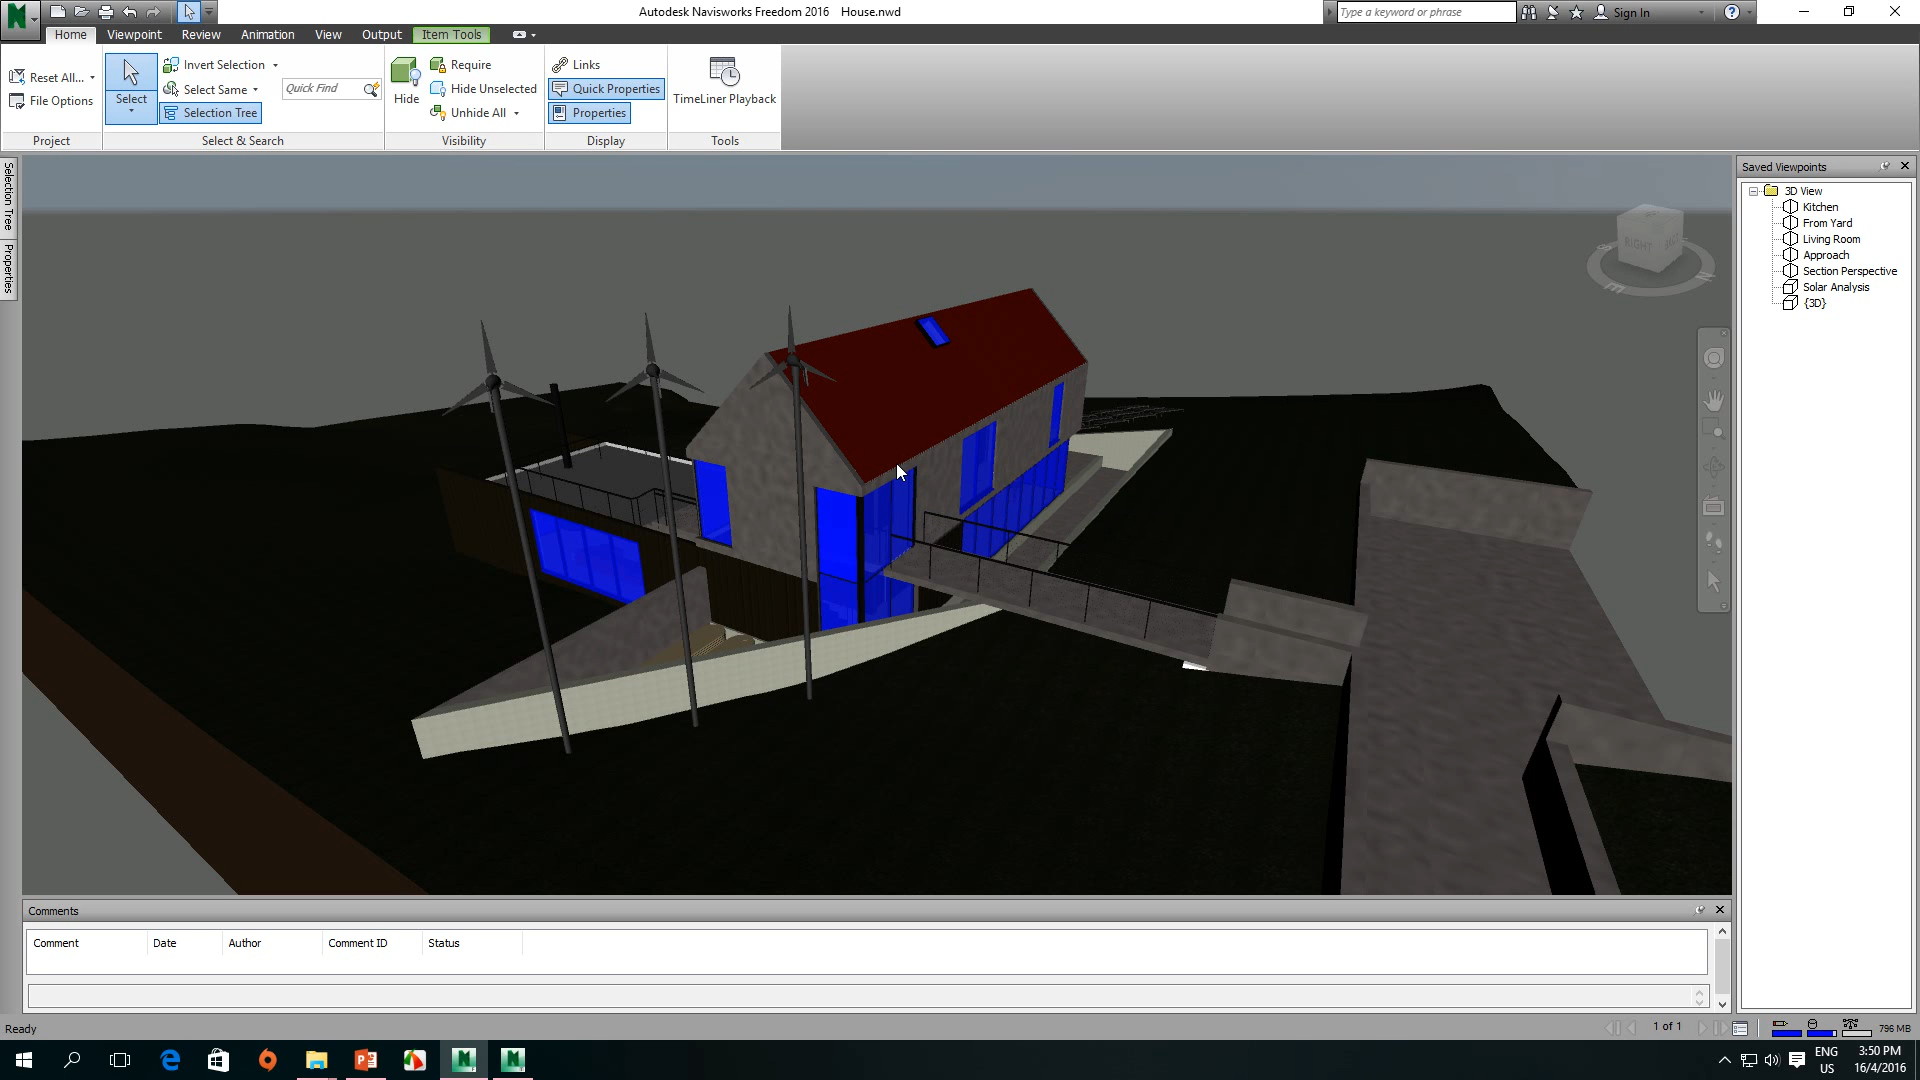 Autodesk Navisworks Freedom 2016 House.nwd
Type a keyword or phrase
Sign In
Home Viewpoint Review Animation View Output Item Tools
Reset All...
File Options
Project
Select
Invert Selection
Select Same
Selection Tree
Quick Find
Select & Search
Hide
Require
Hide Unselected
Unhide All
Visibility
Links
Quick Properties
Properties
Display
TimeLiner Playback
Tools
Selection Tree
Properties
RIGHT
Saved Viewpoints
3D View
Kitchen
From Yard
Living Room
Approach
Section Perspective
Solar Analysis
{3D}
Comments
Comment Date Author Comment ID Status
Ready
1 of 1
796 MB
ENG
US
3:50 PM
16/4/2016